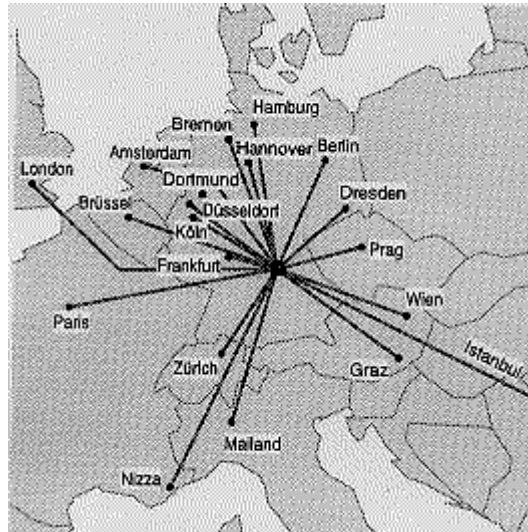 Hamburg
Bremen
Hannover
Berlin
Amsterdam
London
Dortmund
Dresden
Brüssel
Düsseldorf
Köln
Prag
Frankfurt
Wien
Paris
Istanbul/
Zürich
Graz
Mailand
Nizza